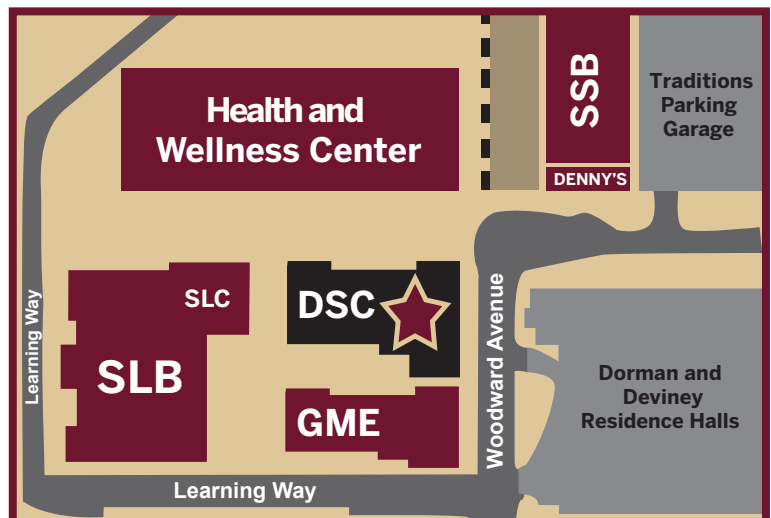 Health and
Wellness Center
SSB
DENNY'S
Traditions
Parking
Garage
Learning Way
SLC
SLB
DSC
GME
Woodward Avenue
Dorman and
Deviney
Residence Halls
Learning Way